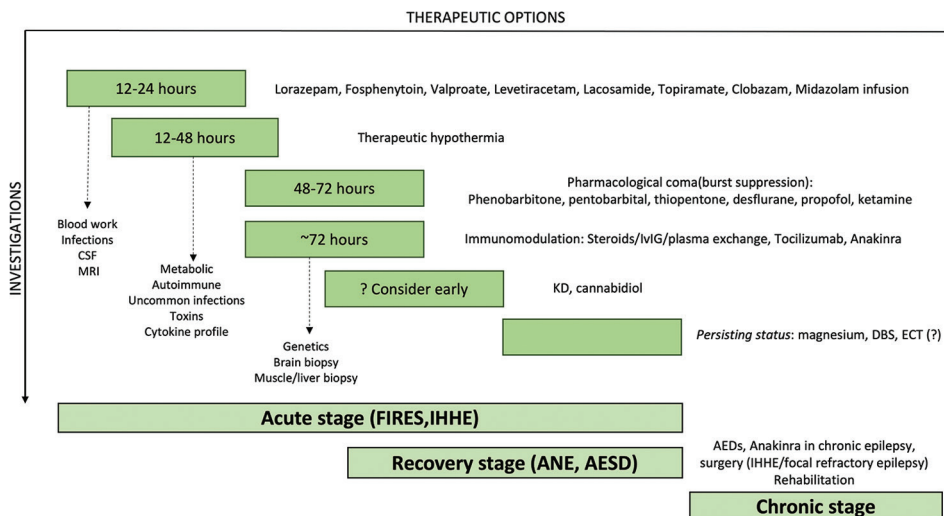 THERAPEUTIC OPTIONS
INVESTIGATIONS
12-24 hours
Lorazepam, Fosphenytoin, Valproate, Levetiracetam, Lacosamide, Topiramate, Clobazam, Midazolam infusion
12-48 hours
Therapeutic hypothermia
48-72 hours
Pharmacological coma(burst suppression):
Phenobarbitone, pentobarbital, thiopentone, desflurane, propofol, ketamine
Blood work
Infections
CSF
MRI
~72 hours
Immunomodulation: Steroids/IvIG/plasma exchange, Tocilizumab, Anakinra
Metabolic
Autoimmune
Uncommon infections
Toxins
Cytokine profile
? Consider early
KD, cannabidiol
Persisting status: magnesium, DBS, ECT (?)
Genetics
Brain biopsy
Muscle/liver biopsy
Acute stage (FIRES,IHHE)
Recovery stage (ANE, AESD)
AEDs, Anakinra in chronic epilepsy,
surgery (IHHE/focal refractory epilepsy)
Rehabilitation
Chronic stage